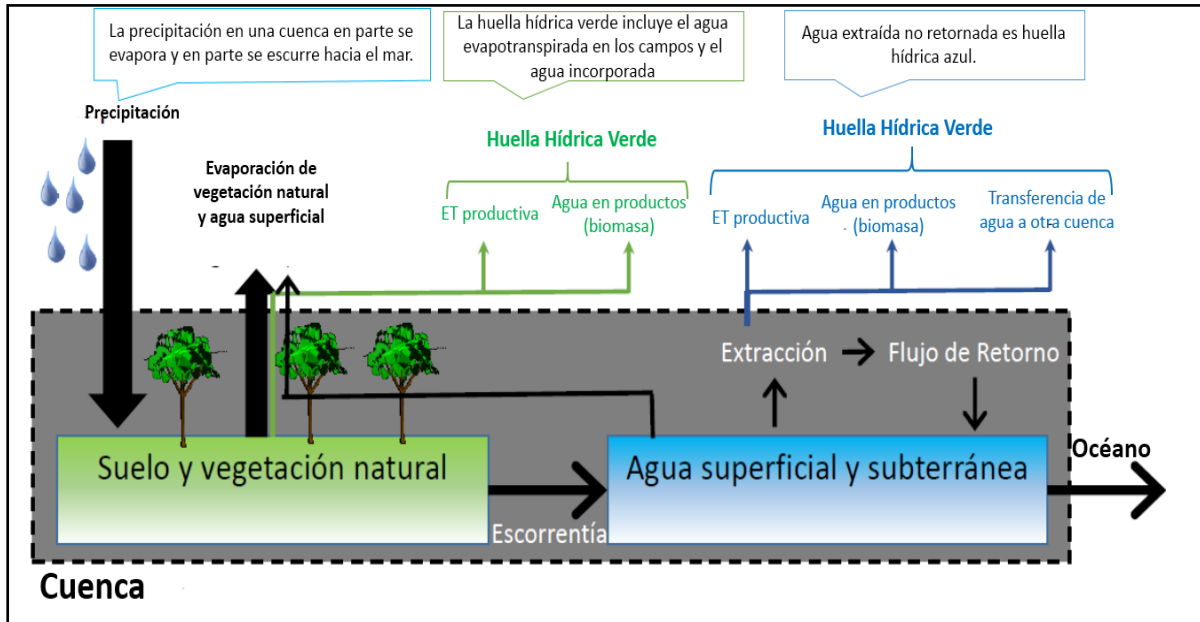 La precipitación en una cuenca en parte se
evapora y en parte se escurre hacia el mar.
La huella hídrica verde incluye el agua
evapotranspirada en los campos y el
agua incorporada
Agua extraída no retornada es huella
hídrica azul.
Precipitación
Evaporación de
vegetación natural
y agua superficial
Huella Hídrica Verde
ET productiva
Agua en productos
(biomasa)
Huella Hídrica Verde
ET productiva
Agua en productos
(biomasa)
Transferencia de
agua a otra cuenca
Extracción
Flujo de Retorno
Suelo y vegetación natural
Escorrentía
Agua superficial y subterránea
Océano
Cuenca